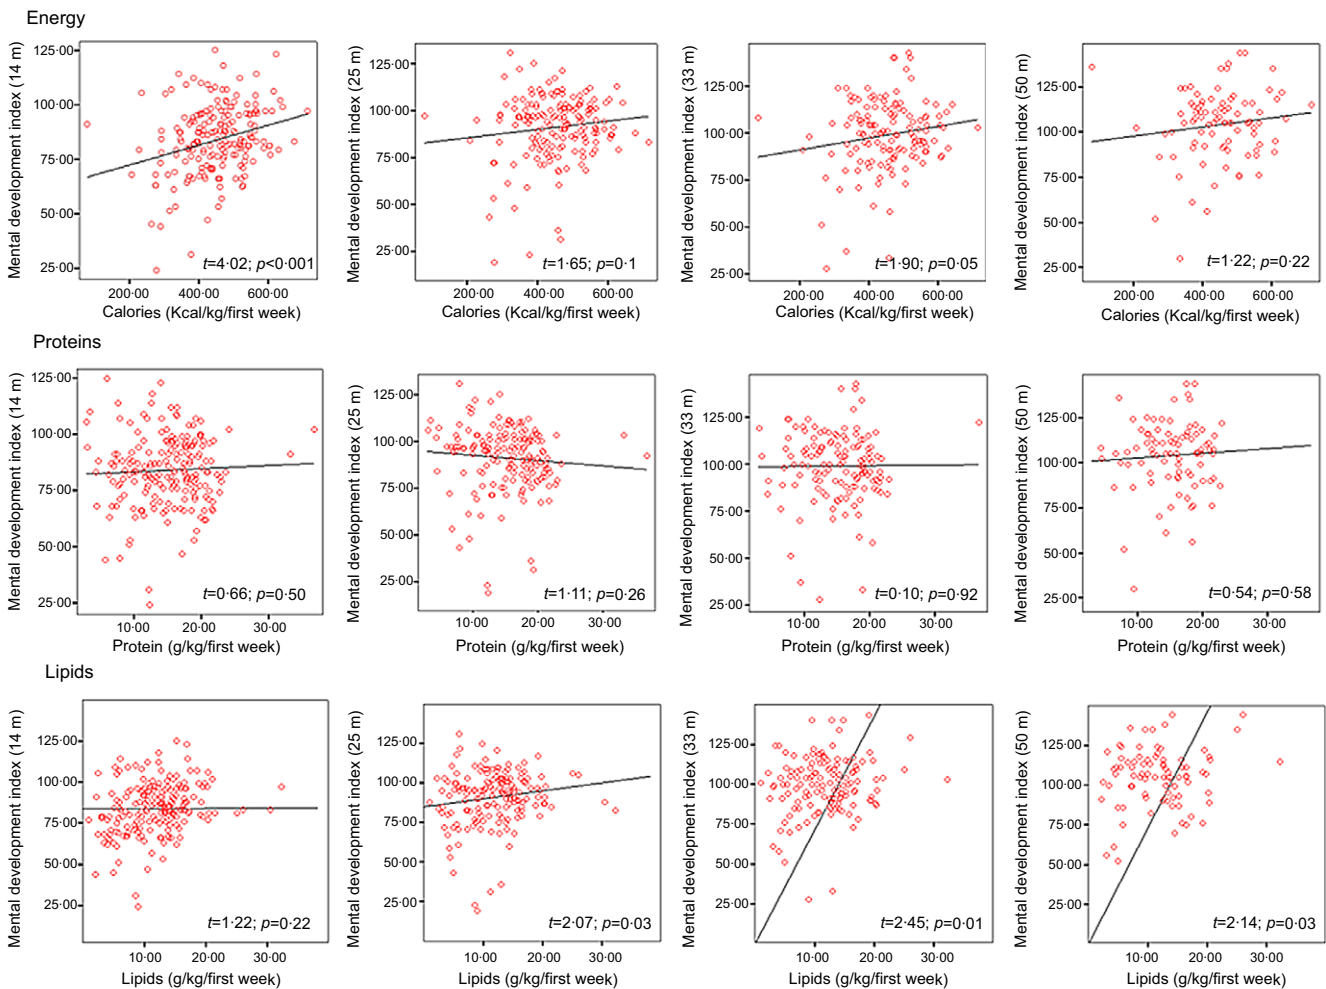 Energy
Mental development index (14 m)
125·00
100·00
75·00
50·00
25·00
t=4·02; p<0·001
200·00 400·00 600·00
Calories (Kcal/kg/first week)
Mental development index (25 m)
125·00
100·00
75·00
50·00
25·00
t=1·65; p=0·1
200·00 400·00 600·00
Calories (Kcal/kg/first week)
Mental development index (33 m)
125·00
100·00
75·00
50·00
25·00
t=1·90; p=0·05
200·00 400·00 600·00
Calories (Kcal/kg/first week)
Mental development index (50 m)
125·00
100·00
75·00
50·00
25·00
t=1·22; p=0·22
200·00 400·00 600·00
Calories (Kcal/kg/first week)
Proteins
Mental development index (14 m)
125·00
100·00
75·00
50·00
25·00
t=0·66; p=0·50
10·00 20·00 30·00
Protein (g/kg/first week)
Mental development index (25 m)
125·00
100·00
75·00
50·00
25·00
t=1·11; p=0·26
10·00 20·00 30·00
Protein (g/kg/first week)
Mental development index (33 m)
125·00
100·00
75·00
50·00
25·00
t=0·10; p=0·92
10·00 20·00 30·00
Protein (g/kg/first week)
Mental development index (50 m)
125·00
100·00
75·00
50·00
25·00
t=0·54; p=0·58
10·00 20·00 30·00
Protein (g/kg/first week)
Lipids
Mental development index (14 m)
125·00
100·00
75·00
50·00
25·00
t=1·22; p=0·22
10·00 20·00 30·00
Lipids (g/kg/first week)
Mental development index (25 m)
125·00
100·00
75·00
50·00
25·00
t=2·07; p=0·03
10·00 20·00 30·00
Lipids (g/kg/first week)
Mental development index (33 m)
125·00
100·00
75·00
50·00
25·00
t=2·45; p=0·01
10·00 20·00 30·00
Lipids (g/kg/first week)
Mental development index (50 m)
125·00
100·00
75·00
50·00
25·00
t=2·14; p=0·03
10·00 20·00 30·00
Lipids (g/kg/first week)